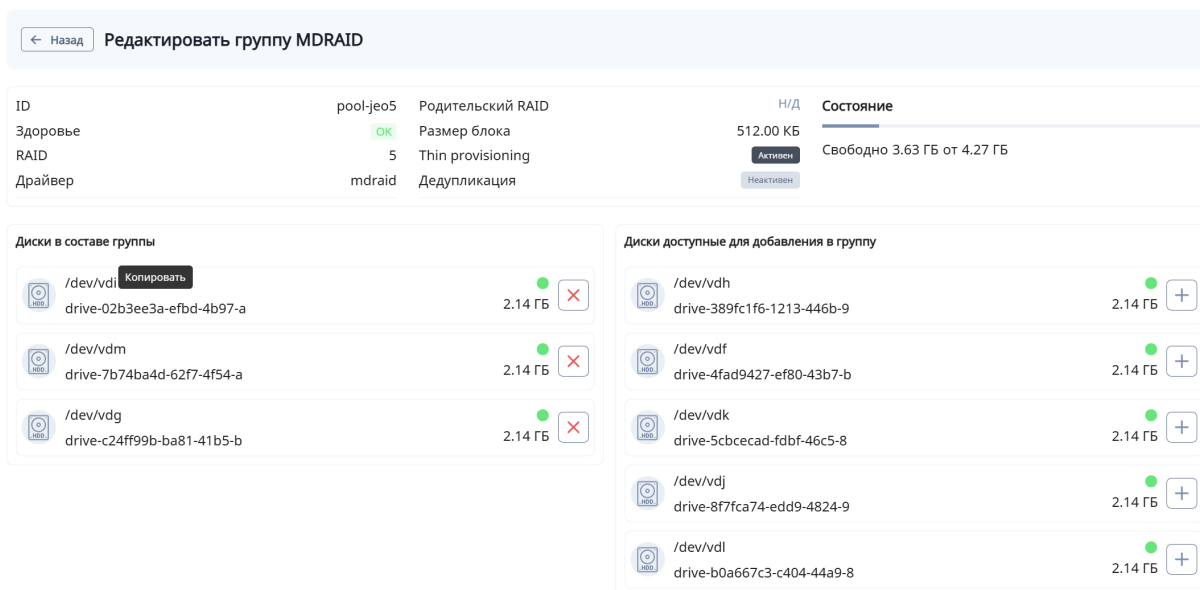 ← Назад Редактировать группу MDRAID
ID pool-jeo5
Здоровье OK
RAID 5
Драйвер mdraid
Родительский RAID Н/Д
Размер блока 512.00 КБ
Thin provisioning Активен
Дедупликация Неактивен
Состояние
Свободно 3.63 ГБ от 4.27 ГБ
Диски в составе группы
/dev/vdi Копировать
drive-02b3ee3a-efbd-4b97-a 2.14 ГБ
/dev/vdm
drive-7b74ba4d-62f7-4f54-a 2.14 ГБ
/dev/vdg
drive-c24ff99b-ba81-41b5-b 2.14 ГБ
Диски доступные для добавления в группу
/dev/vdh
drive-389fc1f6-1213-446b-9 2.14 ГБ
/dev/vdf
drive-4fad9427-ef80-43b7-b 2.14 ГБ
/dev/vdk
drive-5cbcecad-fdbf-46c5-8 2.14 ГБ
/dev/vdj
drive-8f7fca74-edd9-4824-9 2.14 ГБ
/dev/vdl
drive-b0a667c3-c404-44a9-8 2.14 ГБ